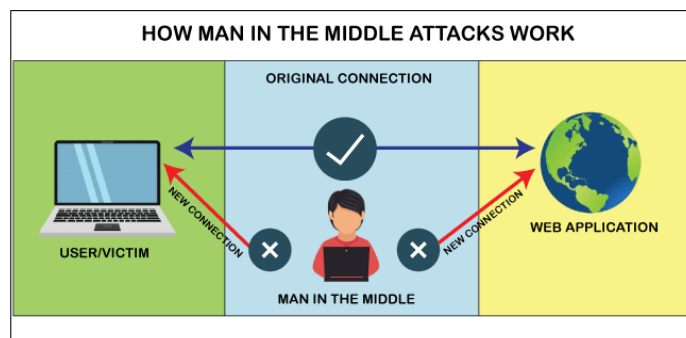 HOW MAN IN THE MIDDLE ATTACKS WORK
ORIGINAL CONNECTION
NEW CONNECTION
NEW CONNECTION
USER/VICTIM
WEB APPLICATION
MAN IN THE MIDDLE